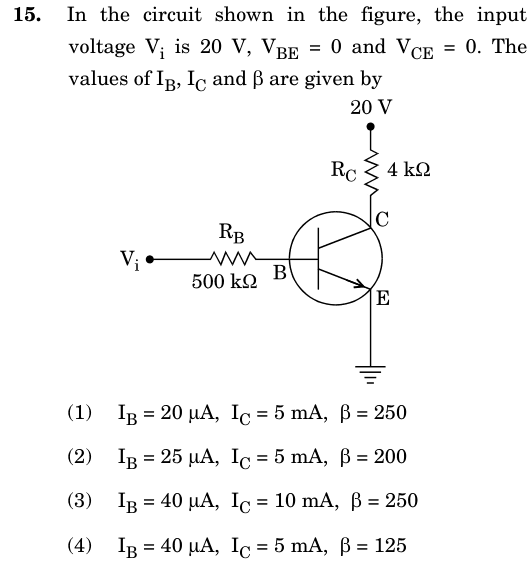 15. In the circuit shown in the figure, the input
voltage Vᵢ is 20 V, V_BE = 0 and V_CE = 0. The
values of I_B, I_C and β are given by
20 V
R_C 4 kΩ
C
R_B
Vᵢ
500 kΩ
B
E
(1) I_B = 20 μA, I_C = 5 mA, β = 250
(2) I_B = 25 μA, I_C = 5 mA, β = 200
(3) I_B = 40 μA, I_C = 10 mA, β = 250
(4) I_B = 40 μA, I_C = 5 mA, β = 125